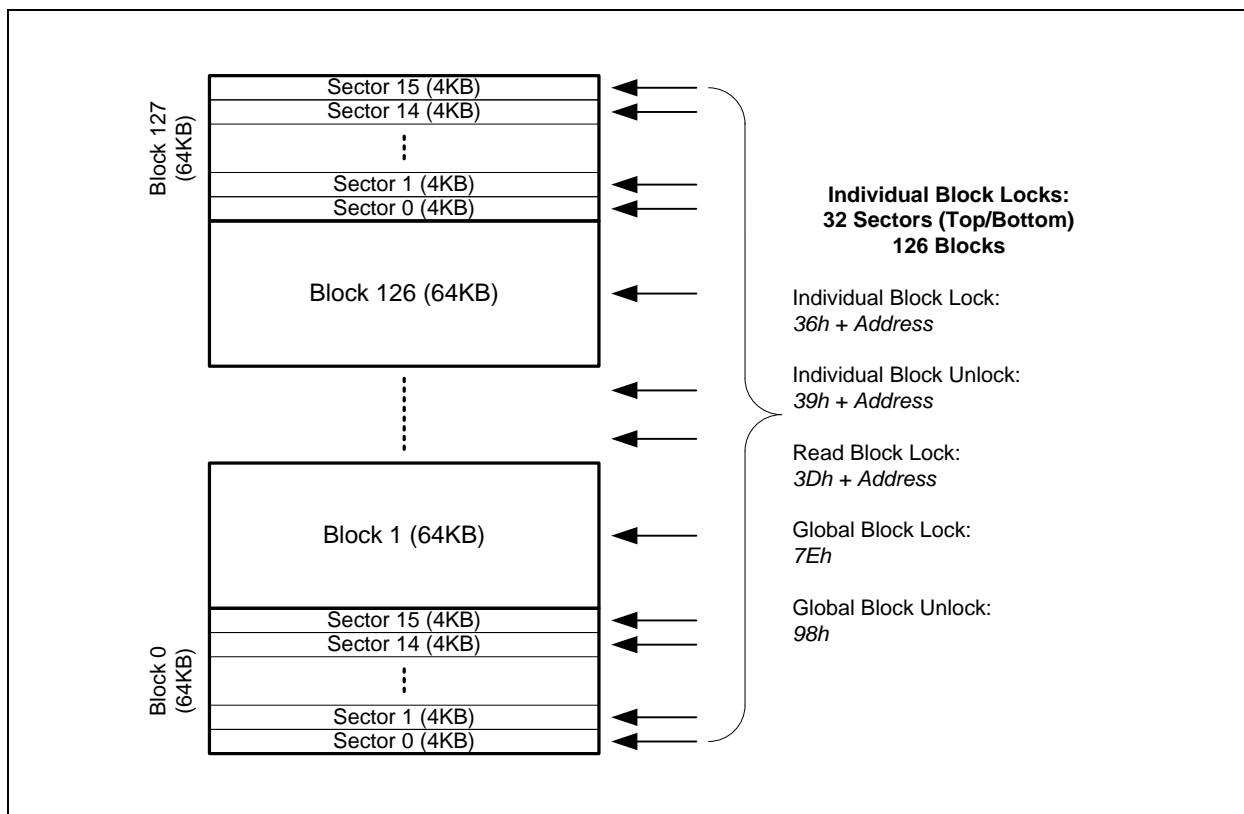 Block 127
(64KB)
Sector 15 (4KB)
Sector 14 (4KB)
Sector 1 (4KB)
Sector 0 (4KB)
Block 126 (64KB)
Block 1 (64KB)
Block 0
(64KB)
Sector 15 (4KB)
Sector 14 (4KB)
Sector 1 (4KB)
Sector 0 (4KB)
Individual Block Locks:
32 Sectors (Top/Bottom)
126 Blocks
Individual Block Lock:
36h + Address
Individual Block Unlock:
39h + Address
Read Block Lock:
3Dh + Address
Global Block Lock:
7Eh
Global Block Unlock:
98h